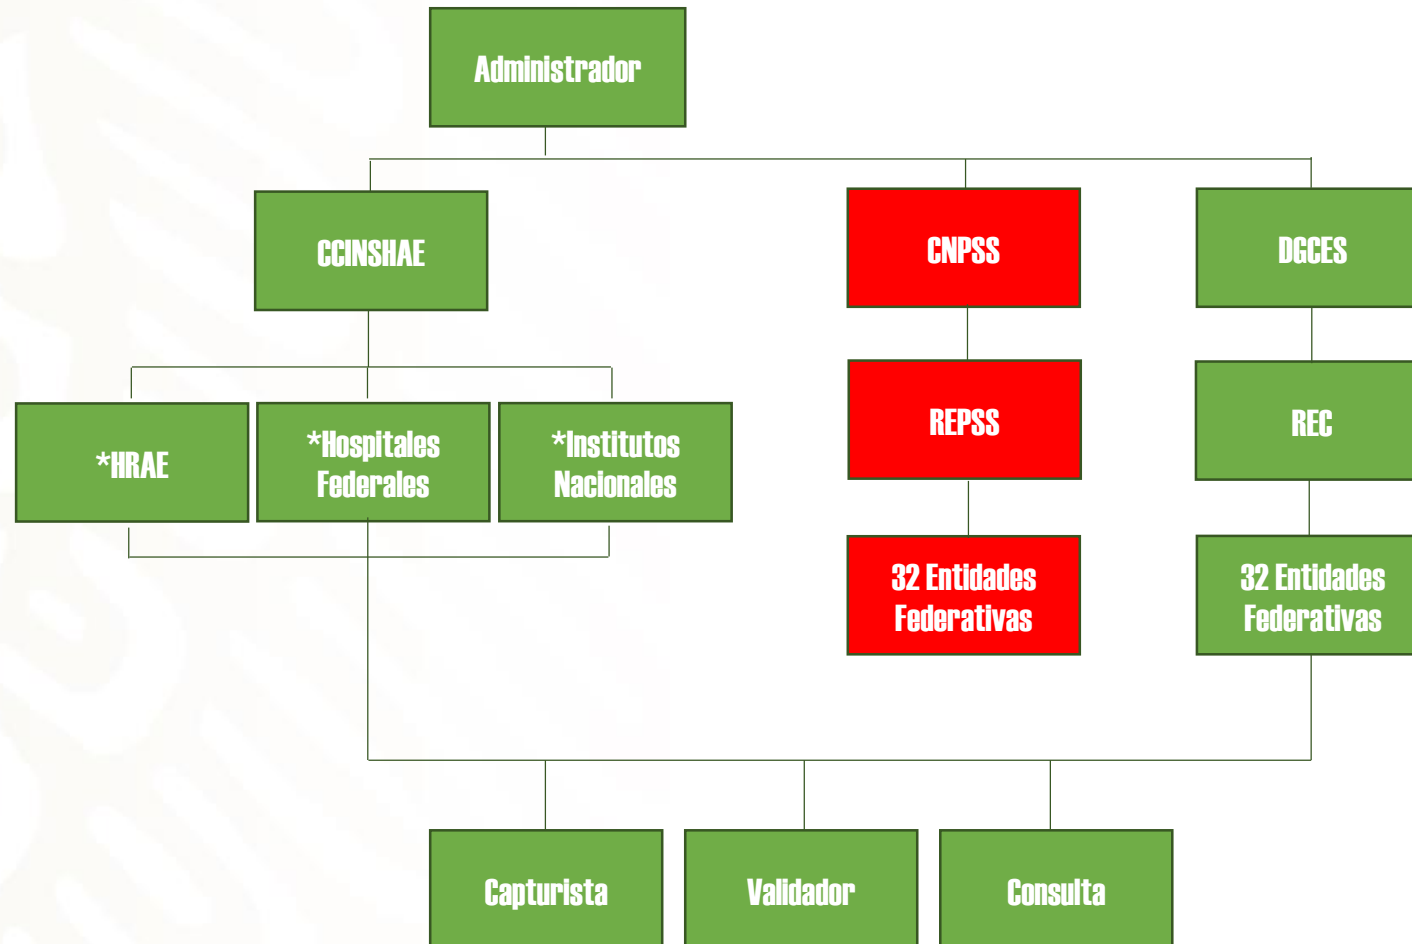 Administrador
CCINSHAE
CNPSS
DGCES
*HRAE
*Hospitales
Federales
*Institutos
Nacionales
REPSS
REC
32 Entidades
Federativas
32 Entidades
Federativas
Capturista
Validador
Consulta